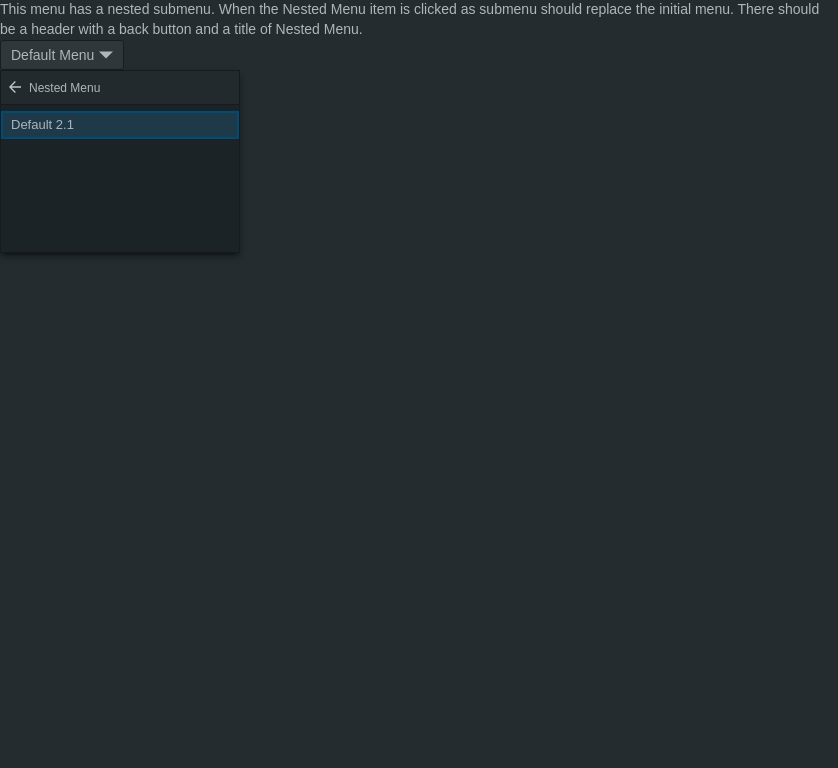 This menu has a nested submenu. When the Nested Menu item is clicked as submenu should replace the initial menu. There should
be a header with a back button and a title of Nested Menu.
Default Menu
Nested Menu
Default 2.1